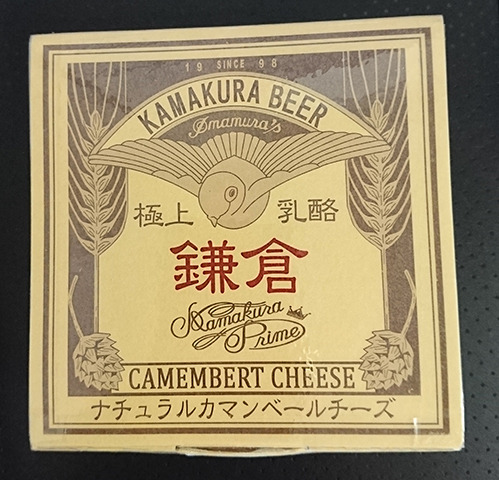 19 SINCE 98
KAMAKURA BEER
Imamura's
極上 乳酪
鎌倉
Kamakura
Prime
CAMEMBERT CHEESE
ナチュラルカマンベールチーズ